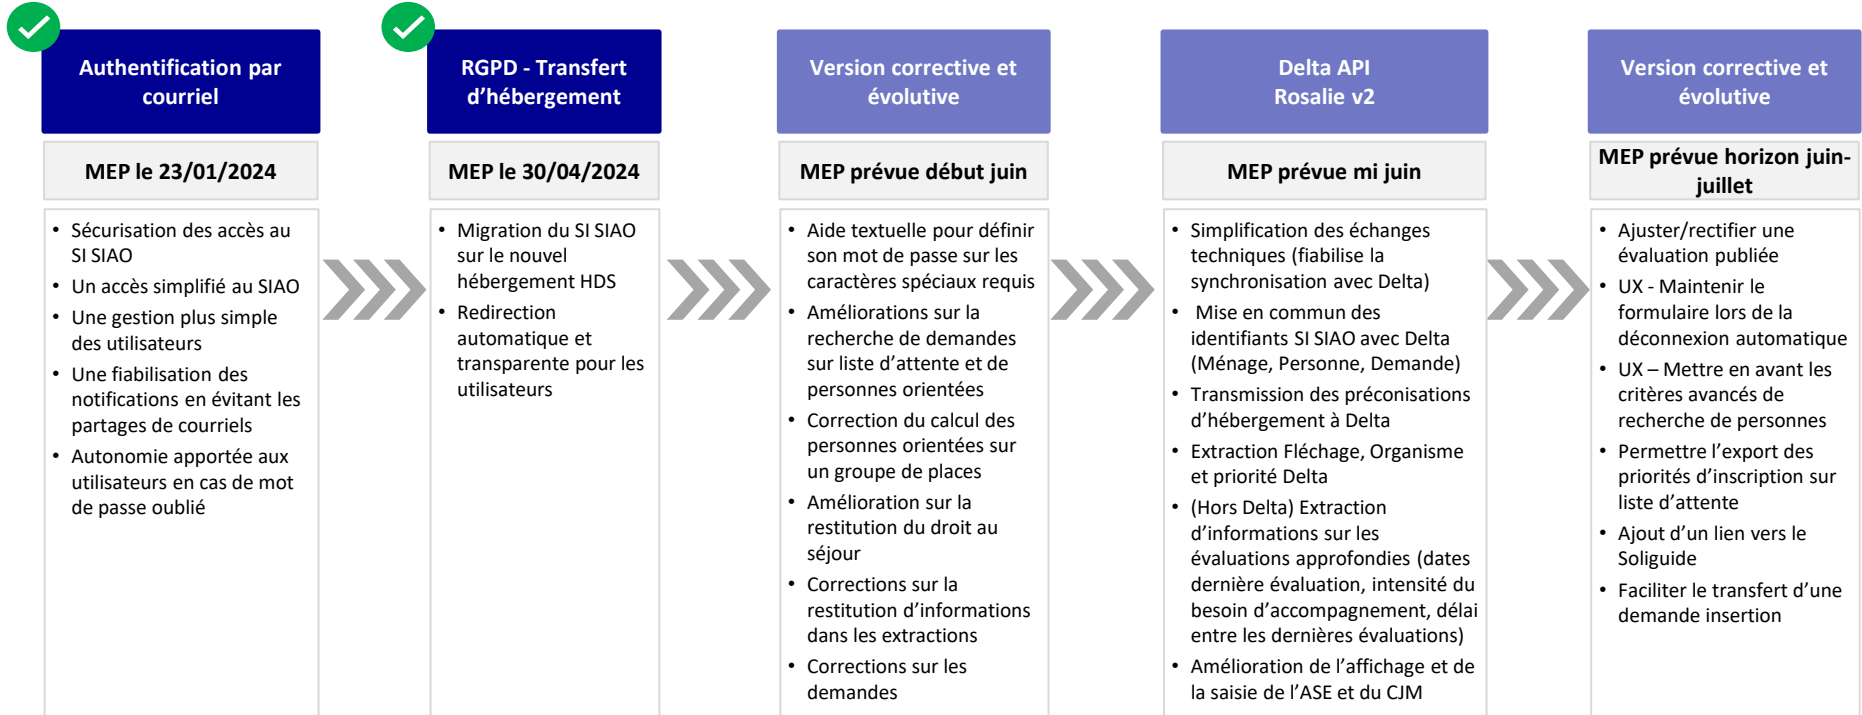 Authentification par
courriel
MEP le 23/01/2024
• Sécurisation des accès au
SI SIAO
• Un accès simplifié au SIAO
• Une gestion plus simple
des utilisateurs
• Une fiabilisation des
notifications en évitant les
partages de courriels
• Autonomie apportée aux
utilisateurs en cas de mot
de passe oublié
RGPD - Transfert
d’hébergement
MEP le 30/04/2024
• Migration du SI SIAO
sur le nouvel
hébergement HDS
• Redirection
automatique et
transparente pour les
utilisateurs
Version corrective et
évolutive
MEP prévue début juin
• Aide textuelle pour définir
son mot de passe sur les
caractères spéciaux requis
• Améliorations sur la
recherche de demandes
sur liste d’attente et de
personnes orientées
• Correction du calcul des
personnes orientées sur
un groupe de places
• Amélioration sur la
restitution du droit au
séjour
• Corrections sur la
restitution d’informations
dans les extractions
• Corrections sur les
demandes
Delta API
Rosalie v2
MEP prévue mi juin
• Simplification des échanges
techniques (fiabilise la
synchronisation avec Delta)
• Mise en commun des
identifiants SI SIAO avec Delta
(Ménage, Personne, Demande)
• Transmission des préconisations
d’hébergement à Delta
• Extraction Fléchage, Organisme
et priorité Delta
• (Hors Delta) Extraction
d’informations sur les
évaluations approfondies (dates
dernière évaluation, intensité du
besoin d’accompagnement, délai
entre les dernières évaluations)
• Amélioration de l’affichage et de
la saisie de l’ASE et du CJM
Version corrective et
évolutive
MEP prévue horizon juin-
juillet
• Ajuster/rectifier une
évaluation publiée
• UX - Maintenir le
formulaire lors de la
déconnexion automatique
• UX – Mettre en avant les
critères avancés de
recherche de personnes
• Permettre l’export des
priorités d’inscription sur
liste d’attente
• Ajout d’un lien vers le
Soliguide
• Faciliter le transfert d’une
demande insertion